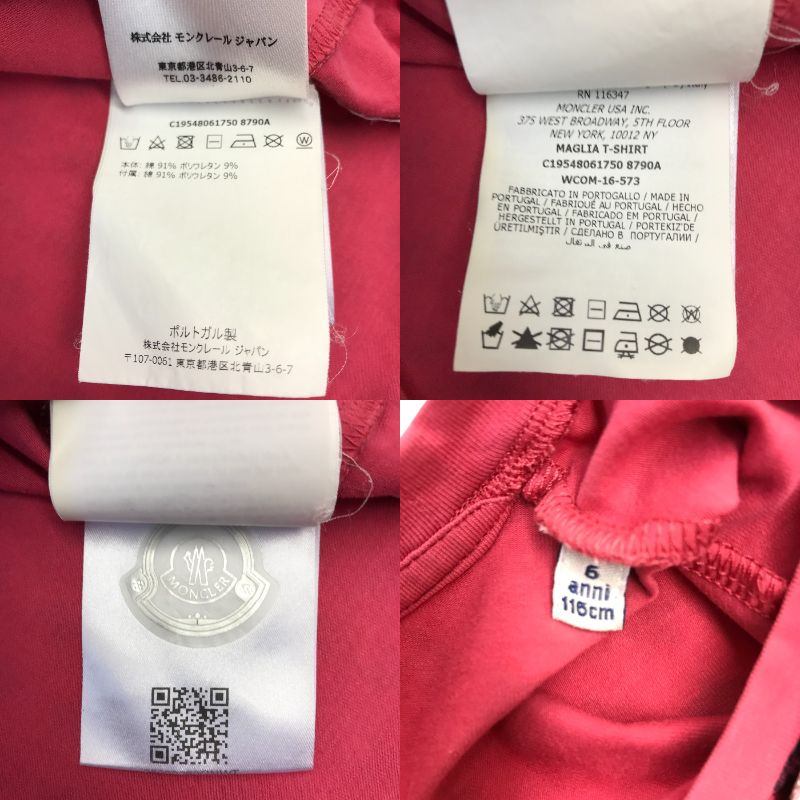 株式会社 モンクレール ジャパン
東京都港区北青山3-6-7
TEL.03-3486-2110
C19548061750 8790A
本体: 綿 91% ポリウレタン 9%
付属: 綿 91% ポリウレタン 9%
ポルトガル製
株式会社モンクレール ジャパン
〒107-0061 東京都港区北青山3-6-7
RN 116347
MONCLER USA INC.
375 WEST BROADWAY, 5TH FLOOR
NEW YORK, 10012 NY
MAGLIA T-SHIRT
C19548061750 8790A
WCOM-16-573
FABBRICATO IN PORTOGALLO / MADE IN
PORTUGAL / FABRIQUÉ AU PORTUGAL / HECHO
EN PORTUGAL / FABRICADO EM PORTUGAL /
HERGESTELLT IN PORTUGAL / PORTEKIZ'DE
ÜRETILMIŞTIR / СДЕЛАНО В ПОРТУГАЛИИ /
صنع في البرتغال
MONCLER
6
anni
116cm